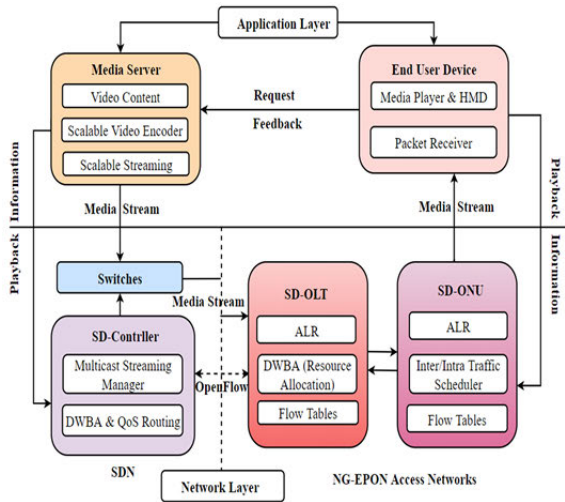 Application Layer
Media Server
Video Content
Scalable Video Encoder
Scalable Streaming
End User Device
Media Player & HMD
Packet Receiver
Request
Feedback
Playback Information
Media Stream
Media Stream
Playback Information
Switches
Media Stream
SD-Contrller
Multicast Streaming
Manager
DWBA & QoS Routing
SDN
OpenFlow
SD-OLT
ALR
DWBA (Resource
Allocation)
Flow Tables
SD-ONU
ALR
Inter/Intra Traffic
Scheduler
Flow Tables
Network Layer
NG-EPON Access Networks